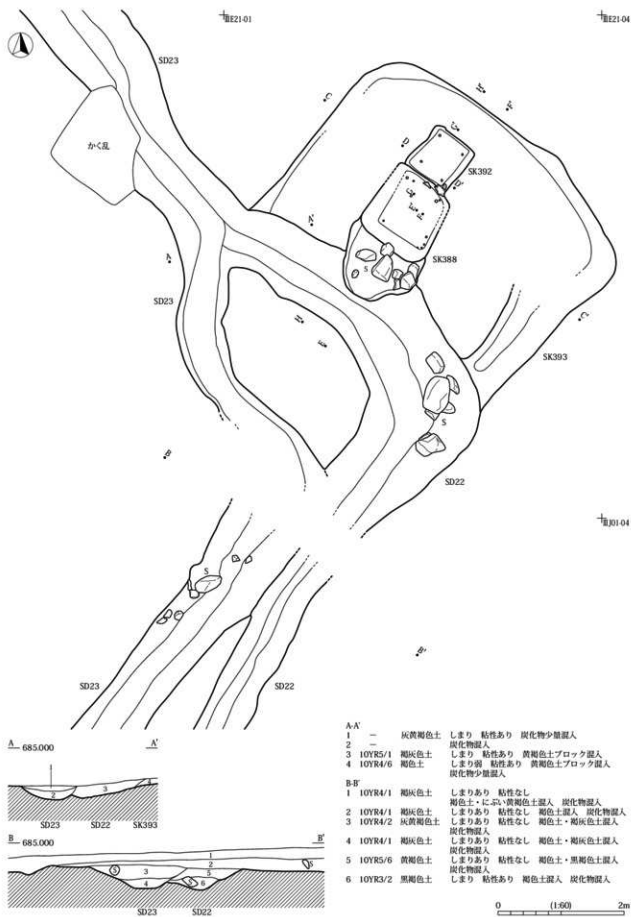 ⅢE21-01
ⅢE21-04
SD23
かく乱
C
H
F
D
G
SK392
D'
SK388
S
A'
A
SD23
H
E
C'
SK393
S
SD22
B
ⅢJ01-04
S
B'
SD23
SD22
A 685.000 A'
1
2
3
4
SD23 SD22 SK393
B 685.000 B'
1
2
S
S
3
5
4
S
6
SD23 SD22
A-A'
1 － 灰黄褐色土 しまり 粘性あり 炭化物少量混入
2 － 炭化物混入
3 10YR5/1 褐灰色土 しまり 粘性あり 黄褐色土ブロック混入
4 10YR4/6 褐色土 しまり弱 粘性あり 黄褐色土ブロック混入
炭化物少量混入
B-B'
1 10YR4/1 褐灰色土 しまりあり 粘性なし
褐色土・にぶい黄褐色土混入 炭化物混入
2 10YR4/1 褐灰色土 しまりあり 粘性なし 褐色土混入 炭化物混入
3 10YR4/2 灰黄褐色土 しまりあり 粘性なし 褐色土・褐灰色土混入
炭化物混入
4 10YR4/1 褐灰色土 しまりあり 粘性なし 褐色土・褐灰色土混入
炭化物混入
5 10YR5/6 黄褐色土 しまりあり 粘性なし 褐色土・黒褐色土混入
炭化物混入
6 10YR3/2 黒褐色土 しまり 粘性あり 褐色土混入 炭化物混入
0 (1:60) 2m